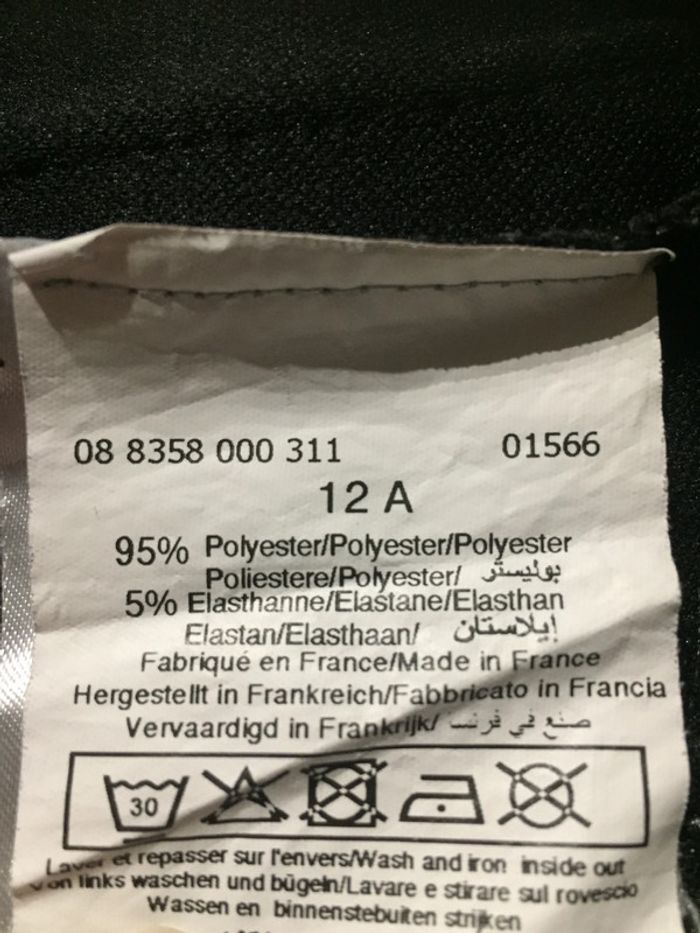 08 8358 000 311 01566
12 A
95% Polyester/Polyester/Polyester
Poliestere/Polyester/ بوليستر
5% Elasthanne/Elastane/Elasthan
Elastan/Elasthaan/ إيلاستان
Fabriqué en France/Made in France
Hergestellt in Frankreich/Fabbricato in Francia
Vervaardigd in Frankrijk/ صنع في فرنسا
30
Laver et repasser sur l'envers/Wash and iron inside out
Von links waschen und bügeln/Lavare e stirare sul rovescio
Wassen en binnenstebuiten strijken